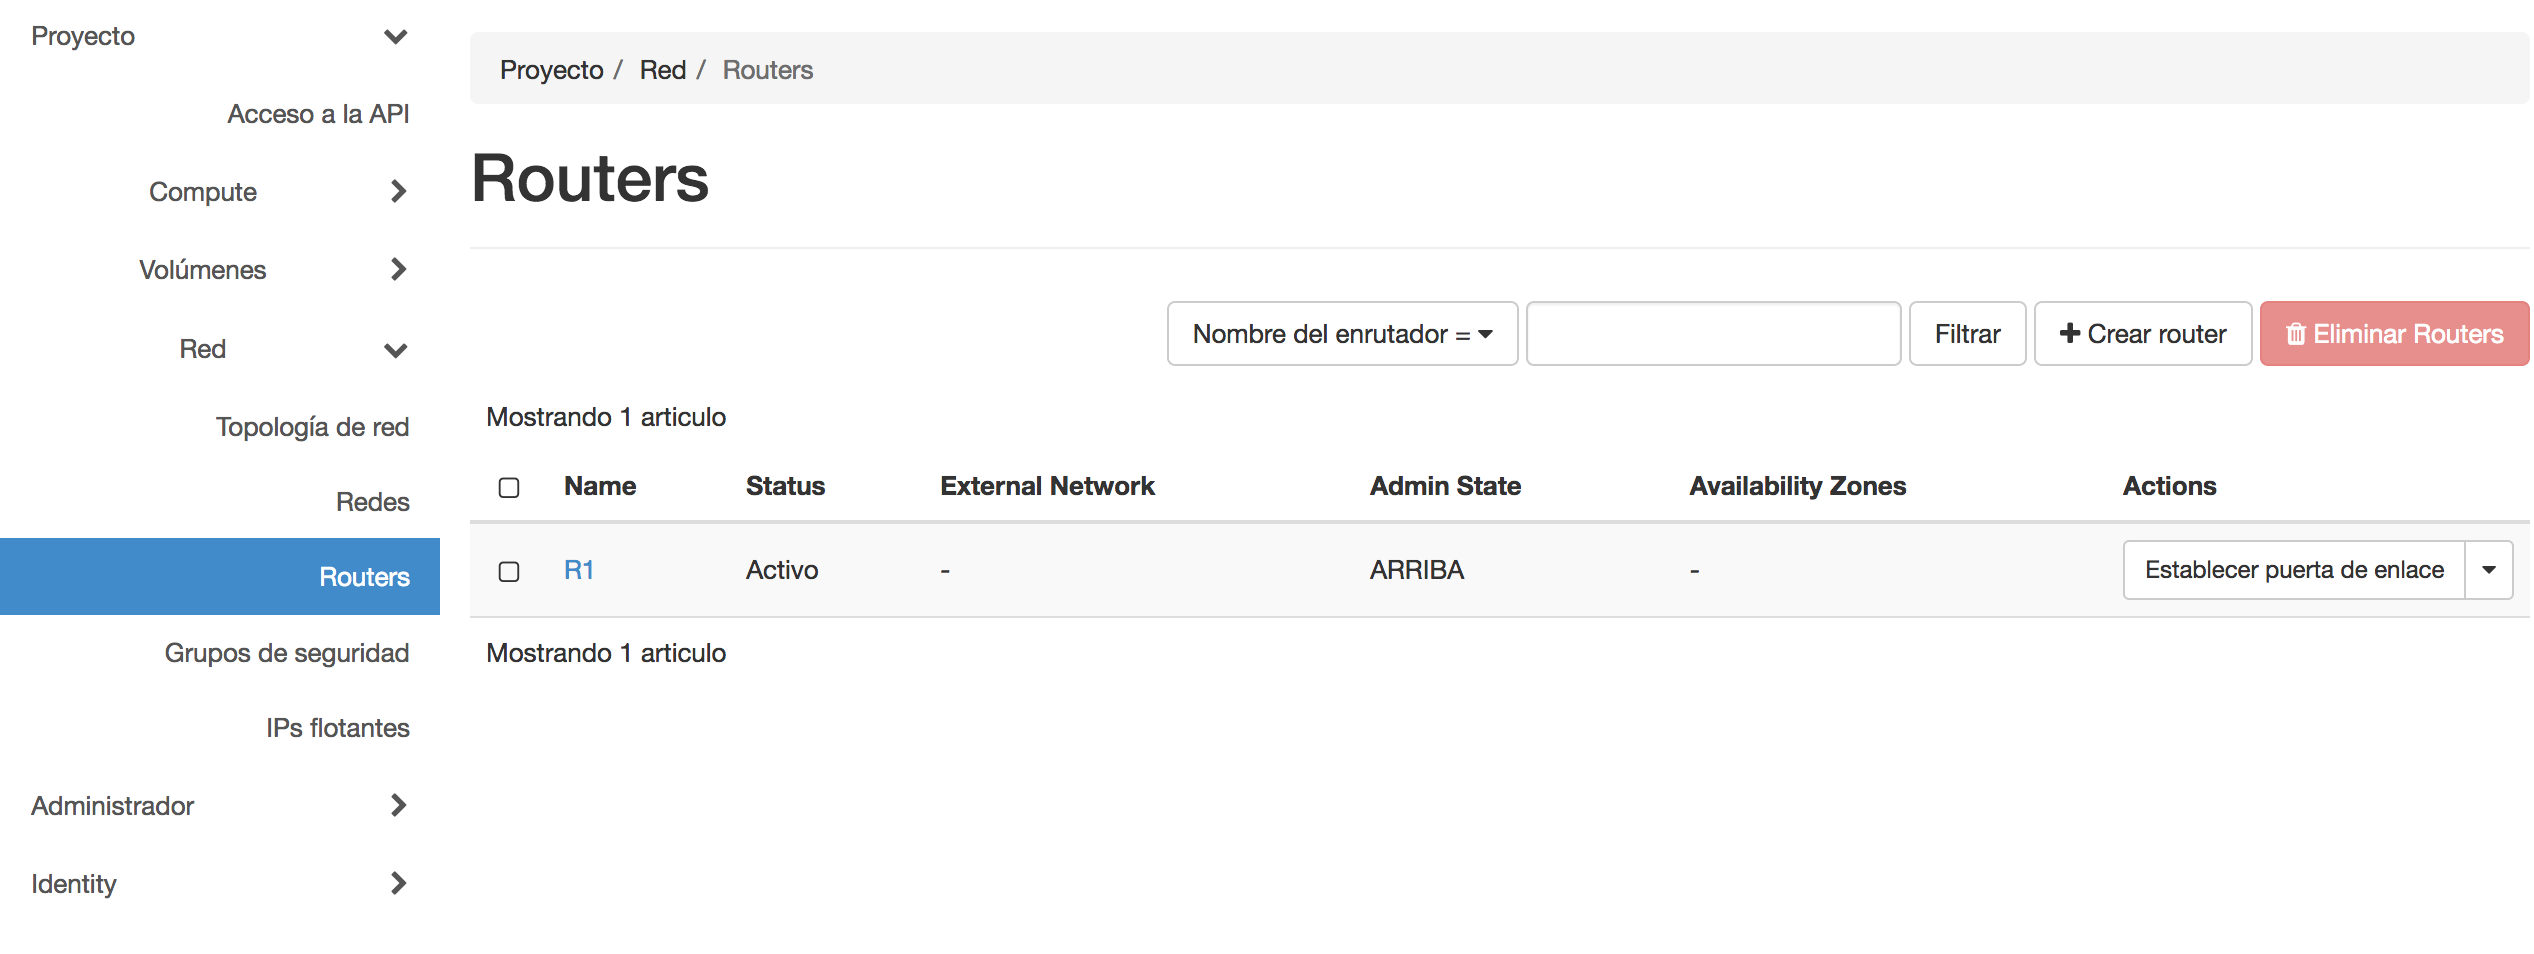 Proyecto
Acceso a la API
Compute
Volúmenes
Red
Topología de red
Redes
Routers
Grupos de seguridad
IPs flotantes
Administrador
Identity
Proyecto / Red / Routers
Routers
Nombre del enrutador = Filtrar Crear router Eliminar Routers
Mostrando 1 articulo
Name Status External Network Admin State Availability Zones Actions
R1 Activo - ARRIBA - Establecer puerta de enlace
Mostrando 1 articulo